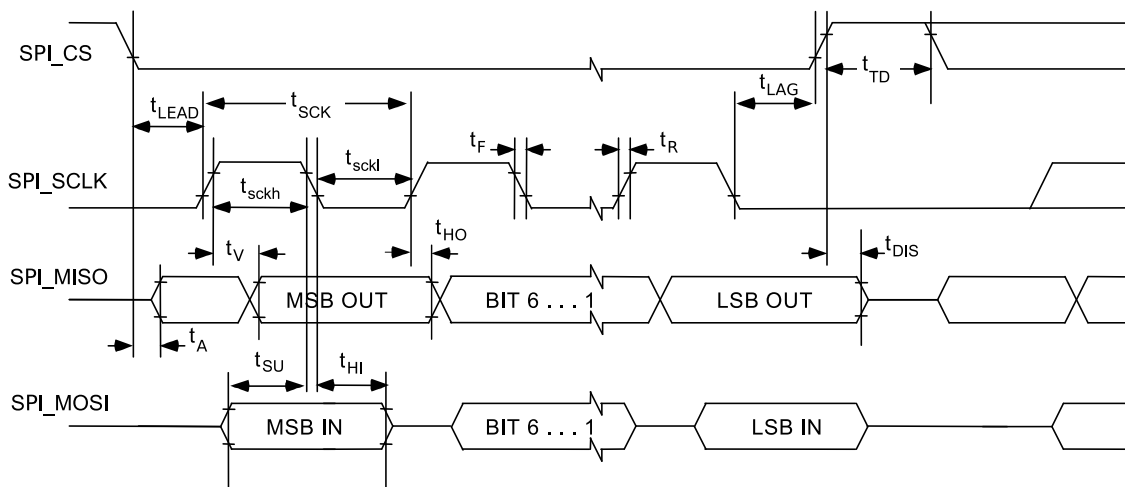 SPI_CS
t_TD
t_LAG
t_LEAD
t_SCK
t_F
t_R
t_sckl
SPI_SCLK
t_sckh
t_HO
t_V
t_DIS
SPI_MISO
MSB OUT
BIT 6 . . . 1
LSB OUT
t_A
t_SU
t_HI
SPI_MOSI
MSB IN
BIT 6 . . . 1
LSB IN